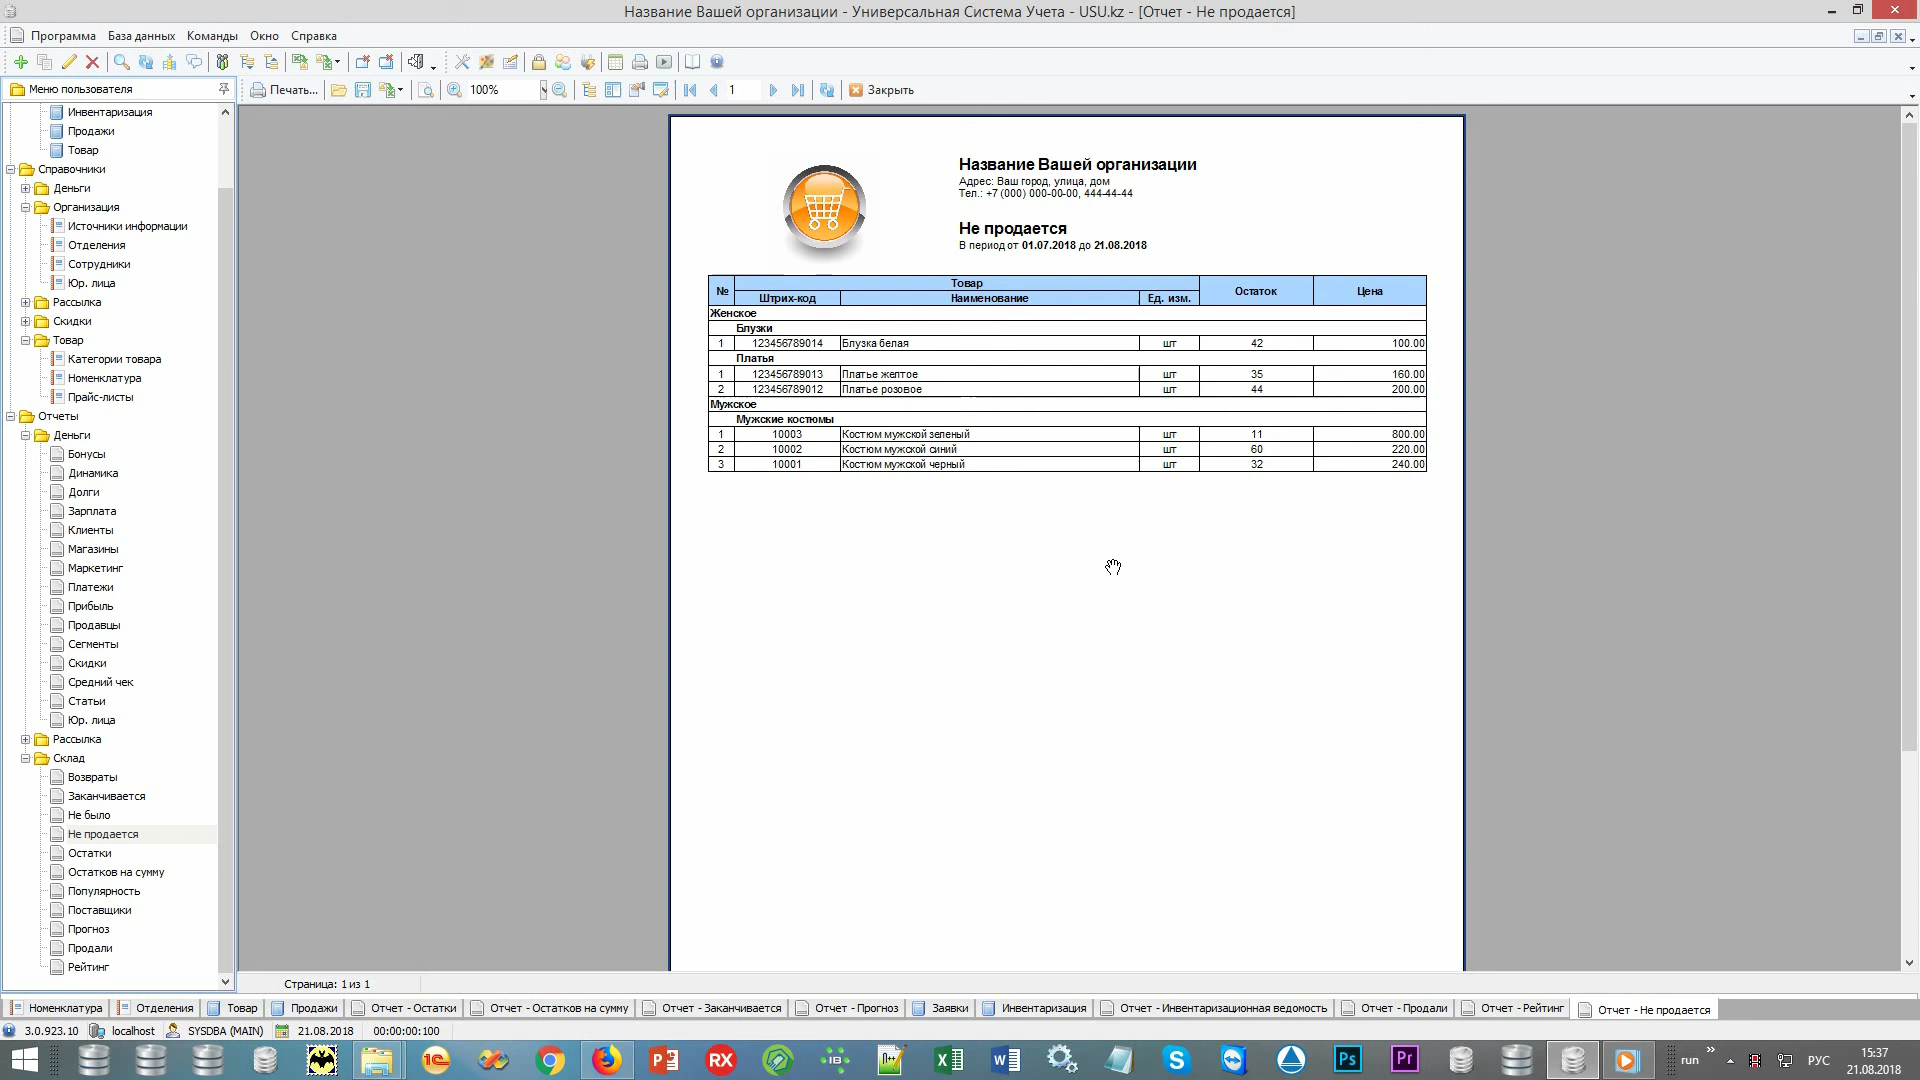 Название Вашей организации - Универсальная Система Учета - USU.kz - [Отчет - Не продается]
Программа База данных Команды Окно Справка
Меню пользователя
Печать... 100% 1 Закрыть
Инвентаризация
Продажи
Товар
Справочники
Деньги
Организация
Источники информации
Отделения
Сотрудники
Юр. лица
Рассылка
Скидки
Товар
Категории товара
Номенклатура
Прайс-листы
Отчеты
Деньги
Бонусы
Динамика
Долги
Зарплата
Клиенты
Магазины
Маркетинг
Платежи
Прибыль
Продавцы
Сегменты
Скидки
Средний чек
Статьи
Юр. лица
Рассылка
Склад
Возвраты
Заканчивается
Не было
Не продается
Остатки
Остатков на сумму
Популярность
Поставщики
Прогноз
Продали
Рейтинг
Название Вашей организации
Адрес: Ваш город, улица, дом
Тел.: +7 (000) 000-00-00, 444-44-44
Не продается
В период от 01.07.2018 до 21.08.2018
№ Товар Остаток Цена
Штрих-код Наименование Ед. изм.
Женское
Блузки
1 123456789014 Блузка белая шт 42 100.00
Платья
1 123456789013 Платье желтое шт 35 160.00
2 123456789012 Платье розовое шт 44 200.00
Мужское
Мужские костюмы
1 10003 Костюм мужской зеленый шт 11 800.00
2 10002 Костюм мужской синий шт 60 220.00
3 10001 Костюм мужской черный шт 32 240.00
Страница: 1 из 1
Номенклатура Отделения Товар Продажи Отчет - Остатки Отчет - Остатков на сумму Отчет - Заканчивается Отчет - Прогноз Заявки Инвентаризация Отчет - Инвентаризационная ведомость Отчет - Продали Отчет - Рейтинг Отчет - Не продается
3.0.923.10 localhost SYSDBA (MAIN) 21.08.2018 00:00:00:100
1С P RX IB X W S Ps Pr run » РУС 15:37
21.08.2018